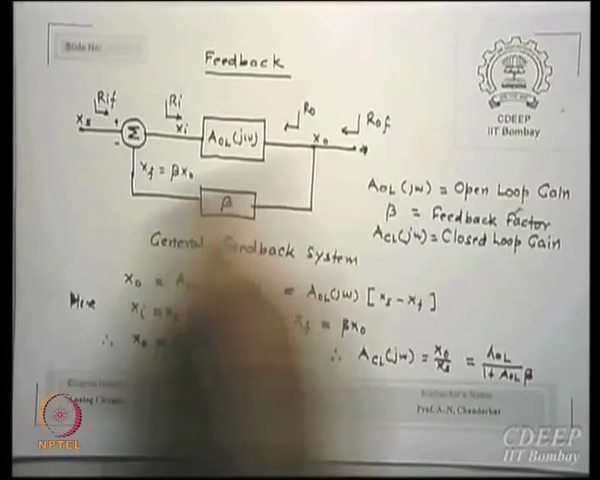 Slide No:
Feedback
CDEEP
IIT Bombay
Rif
Ri
Ro
Rof
xs
+
-
Σ
xi
AOL(jω)
xo
xf = βxo
β
AOL(jω) = Open Loop Gain
β = Feedback Factor
ACL(jω) = Closed Loop Gain
General Feedback System
xo = A = AOL(jω) [xs - xf]
Here xi = xf = βxo
∴ xo = ∴ ACL(jω) = xo/xs = AOL/1+AOLβ
Course Name
Analog Circuits
Instructor's Name
Prof. A. N. Chandorkar
NPTEL
CDEEP
IIT Bombay